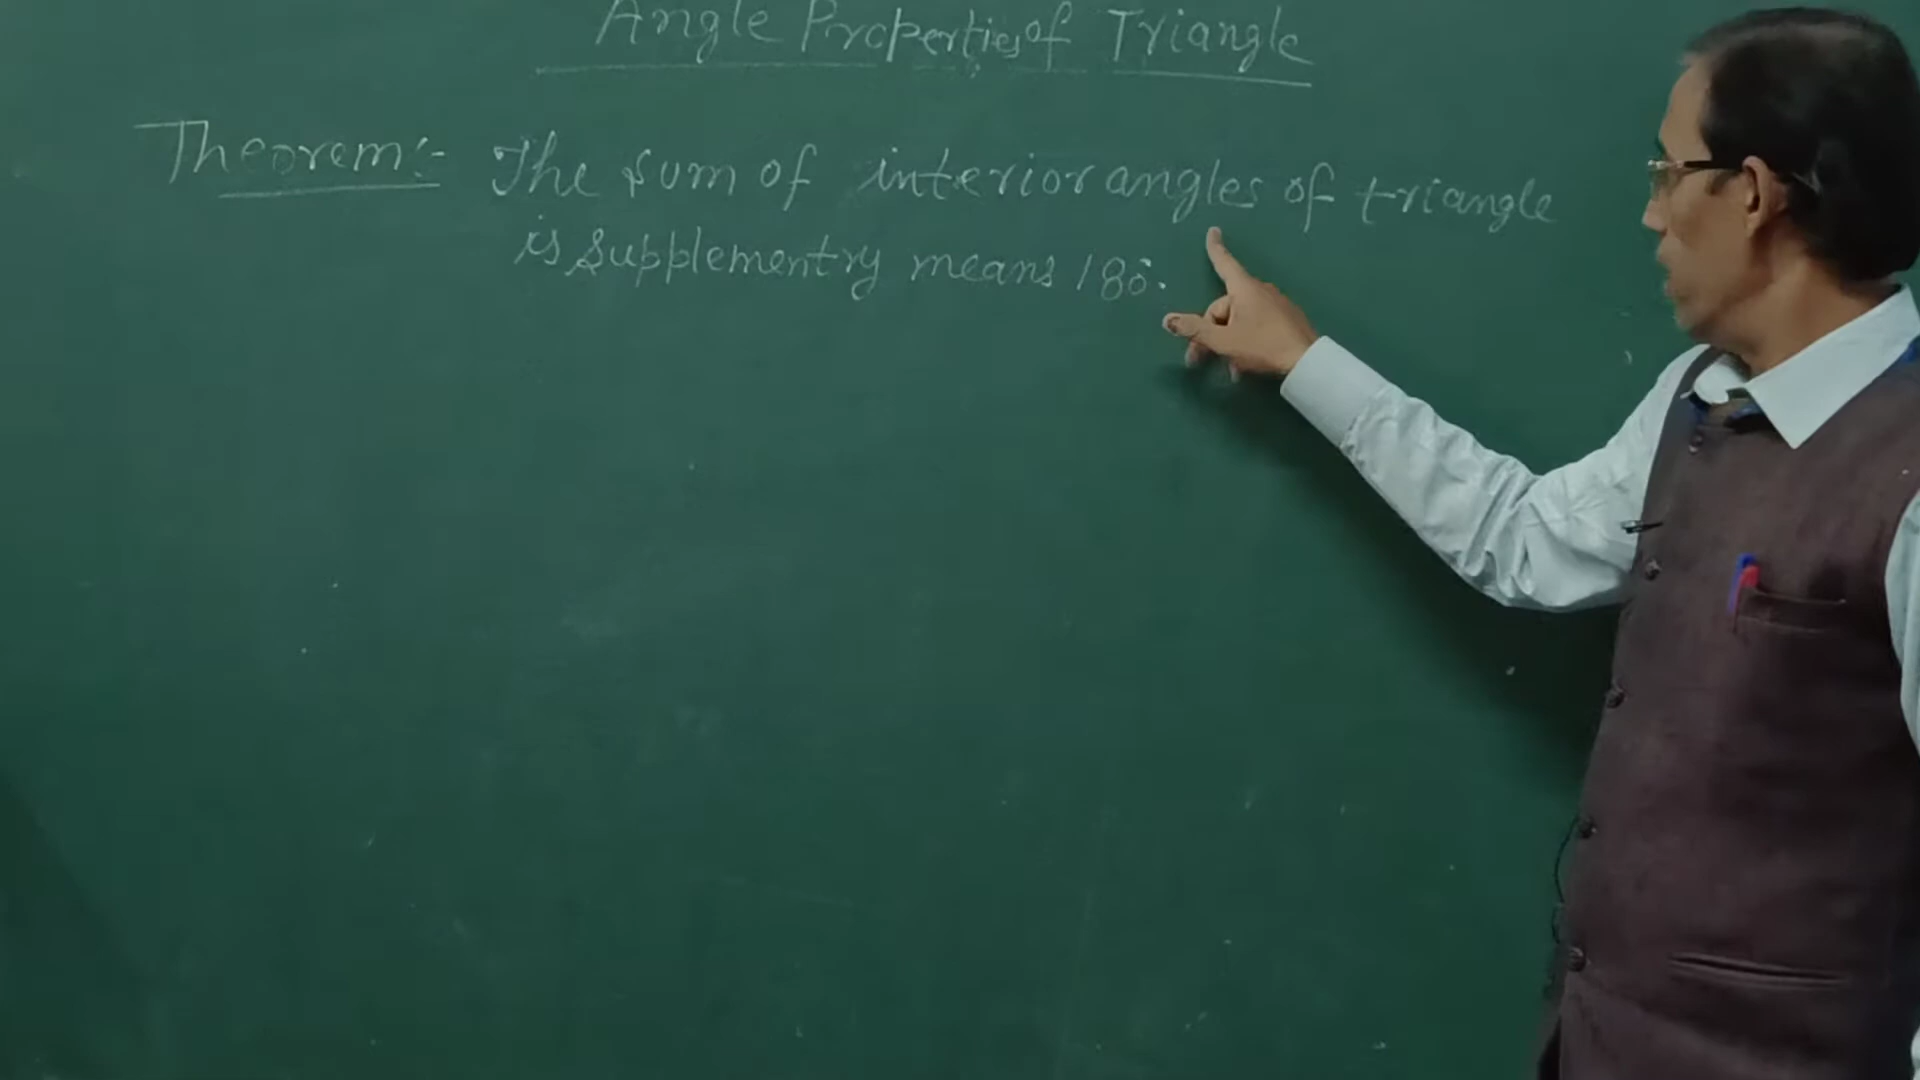 Angle Properties of Triangle
Theorem:- The sum of interior angles of triangle
is supplementry means 180°.